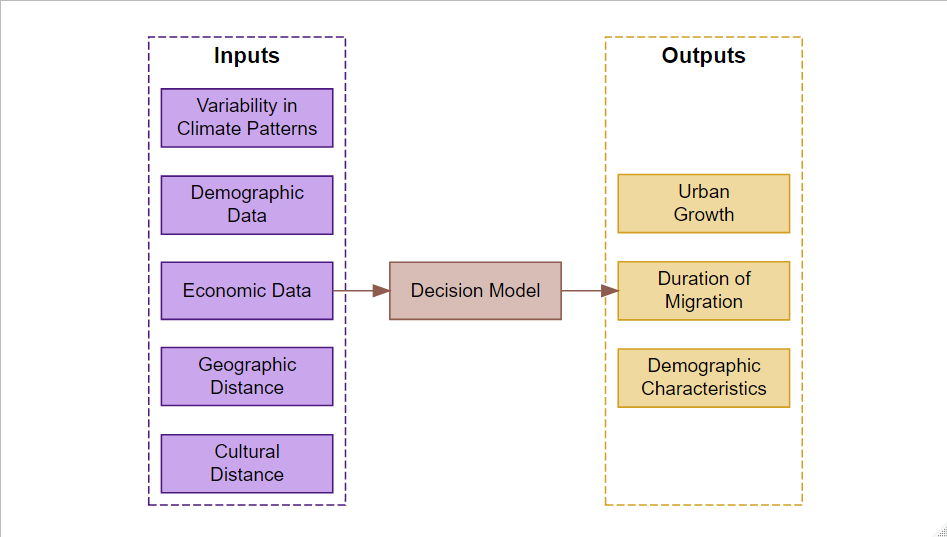 Inputs
Variability in
Climate Patterns
Demographic
Data
Economic Data
Geographic
Distance
Cultural
Distance
Decision Model
Outputs
Urban
Growth
Duration of
Migration
Demographic
Characteristics